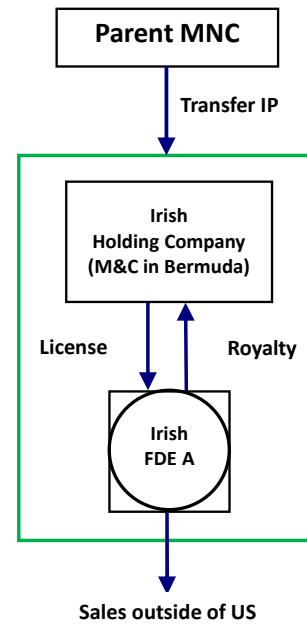 Parent MNC
Transfer IP
Irish
Holding Company
(M&C in Bermuda)
License
Royalty
Irish
FDE A
Sales outside of US